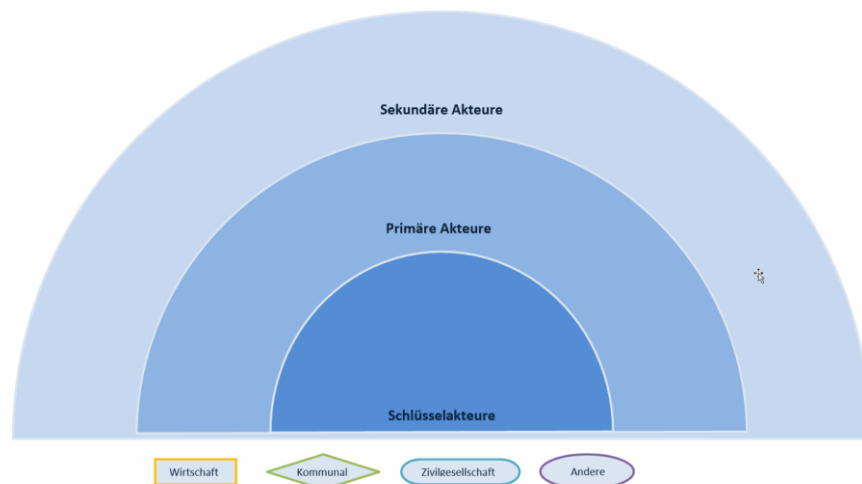 Sekundäre Akteure
Primäre Akteure
Schlüsselakteure
Wirtschaft
Kommunal
Zivilgesellschaft
Andere